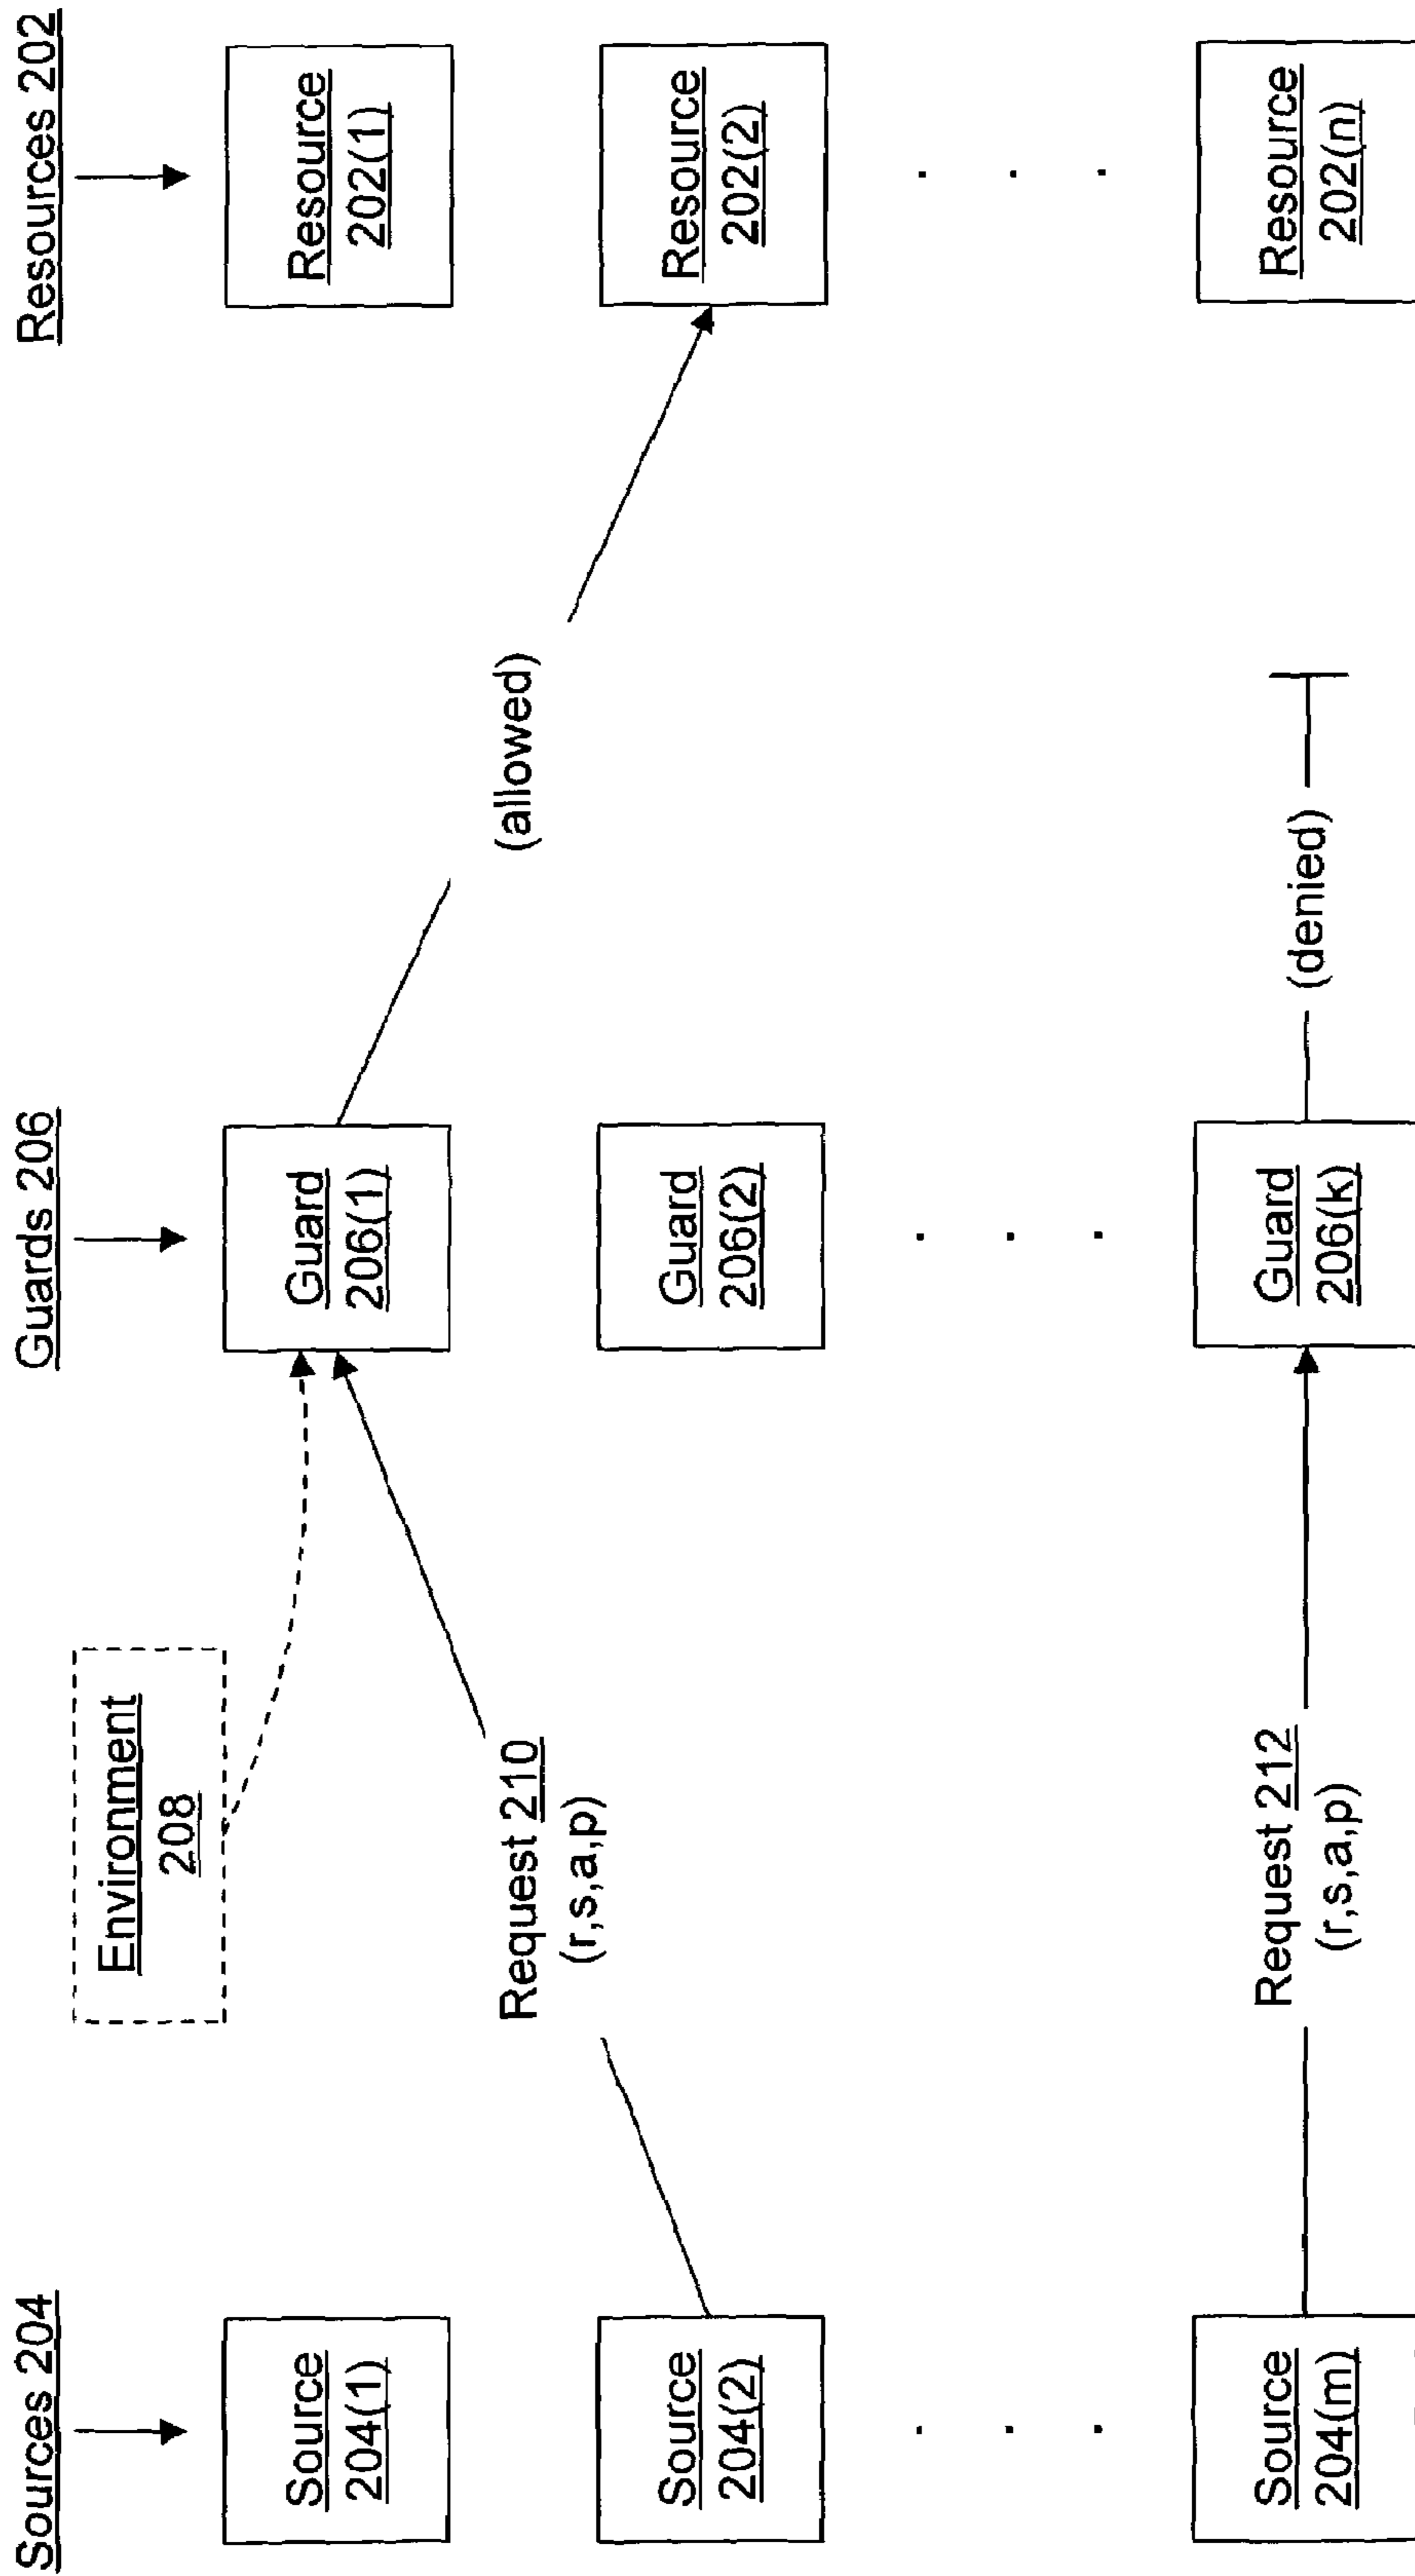 Sources 204
Guards 206
Resources 202
Environment
208
Source
204(1)
Guard
206(1)
Resource
202(1)
Request 210
(r,s,a,p)
(allowed)
Source
204(2)
Guard
206(2)
Resource
202(2)
. . .
. . .
. . .
Source
204(m)
Request 212
(r,s,a,p)
Guard
206(k)
(denied)
Resource
202(n)